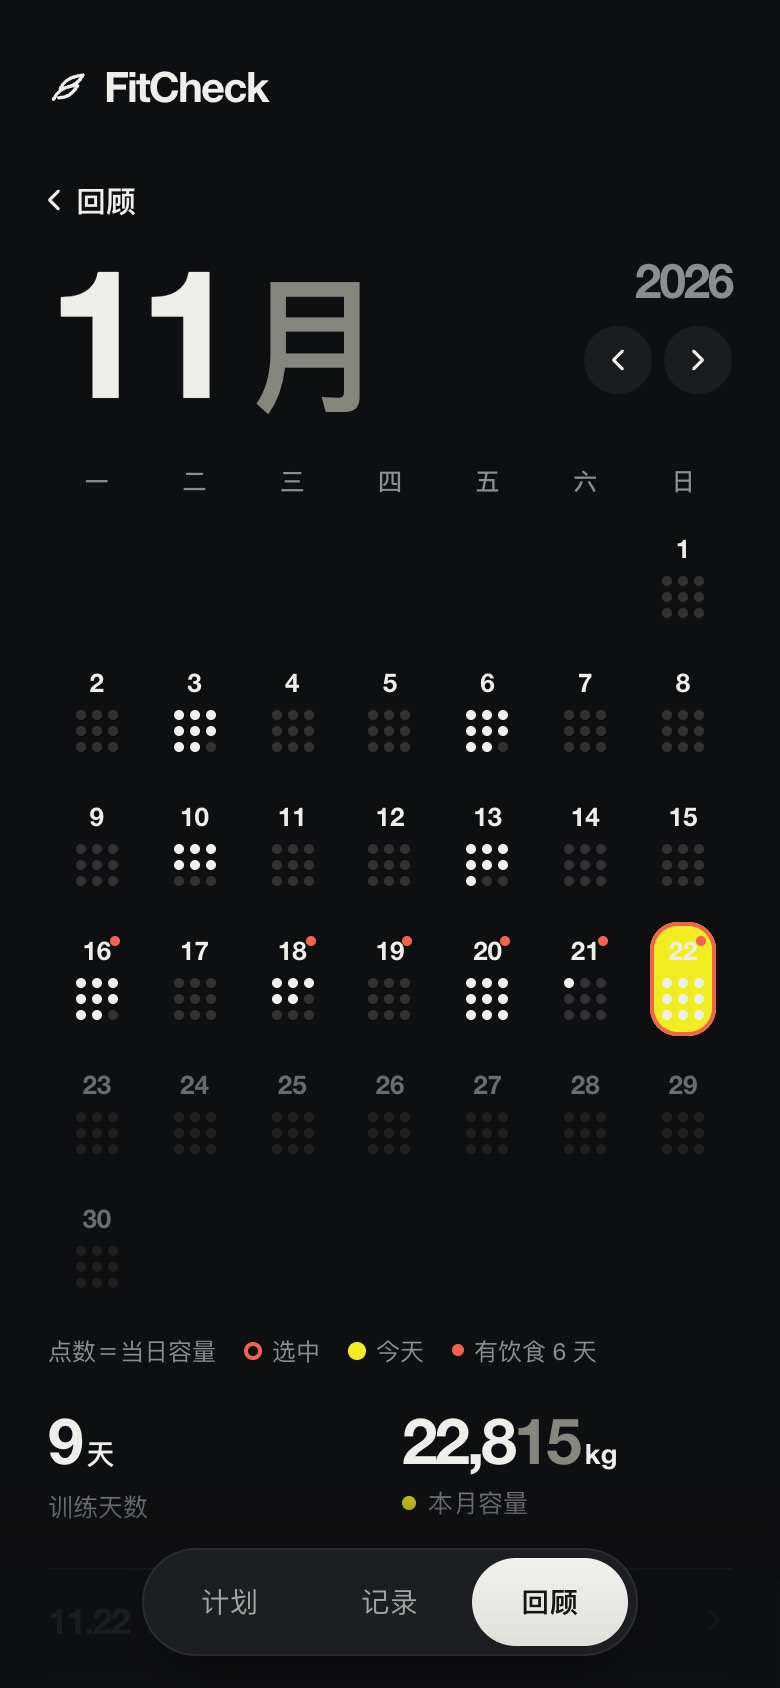 FitCheck
回顾
11月
2026
一 二 三 四 五 六 日
1
2 3 4 5 6 7 8
9 10 11 12 13 14 15
16 17 18 19 20 21 22
23 24 25 26 27 28 29
30
点数=当日容量 选中 今天 有饮食 6 天
9天 22,815kg
训练天数 本月容量
11.22
计划 记录 回顾